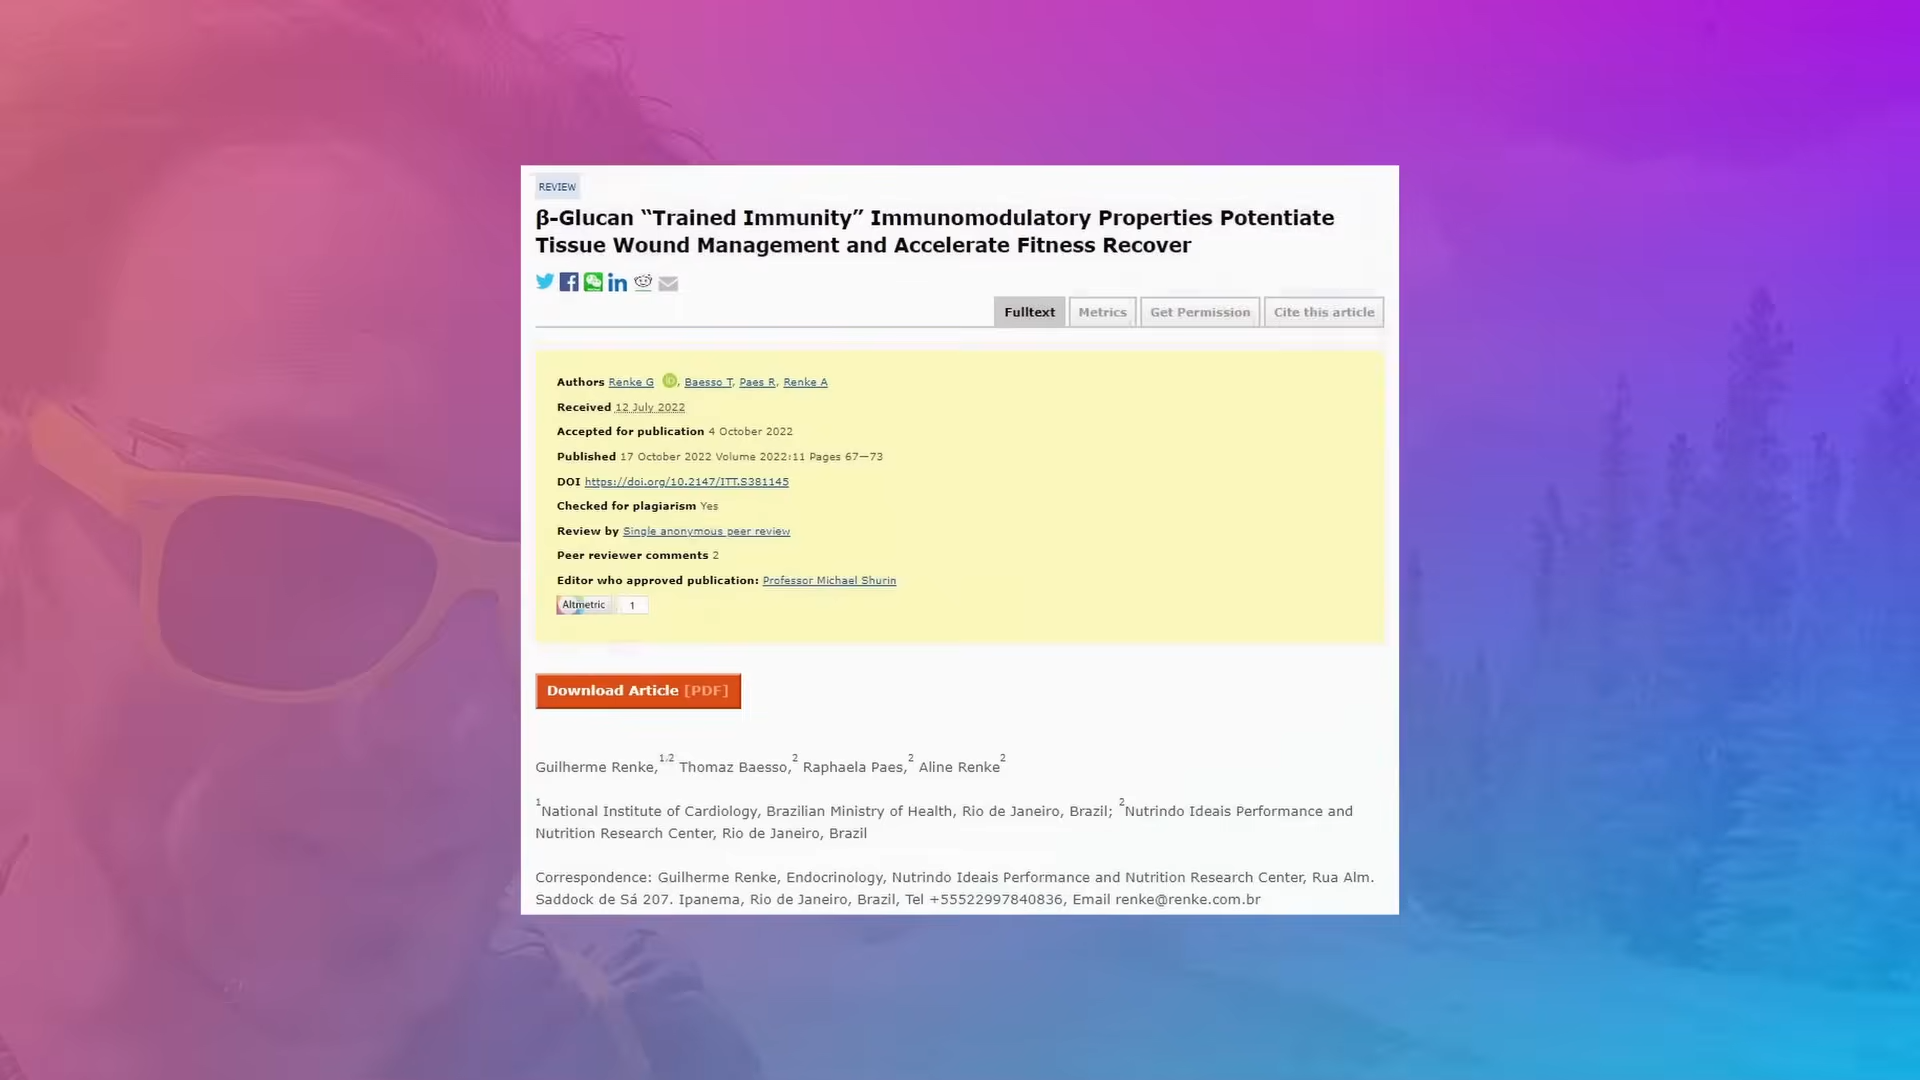 REVIEW
β-Glucan “Trained Immunity” Immunomodulatory Properties Potentiate
Tissue Wound Management and Accelerate Fitness Recover
Fulltext Metrics Get Permission Cite this article
Authors Renke G iD, Baesso T, Paes R, Renke A
Received 12 July 2022
Accepted for publication 4 October 2022
Published 17 October 2022 Volume 2022:11 Pages 67—73
DOI https://doi.org/10.2147/ITT.S381145
Checked for plagiarism Yes
Review by Single anonymous peer review
Peer reviewer comments 2
Editor who approved publication: Professor Michael Shurin
Altmetric 1
Download Article [PDF]
Guilherme Renke,1,2 Thomaz Baesso,2 Raphaela Paes,2 Aline Renke2
1National Institute of Cardiology, Brazilian Ministry of Health, Rio de Janeiro, Brazil; 2Nutrindo Ideais Performance and
Nutrition Research Center, Rio de Janeiro, Brazil
Correspondence: Guilherme Renke, Endocrinology, Nutrindo Ideais Performance and Nutrition Research Center, Rua Alm.
Saddock de Sá 207. Ipanema, Rio de Janeiro, Brazil, Tel +55522997840836, Email renke@renke.com.br